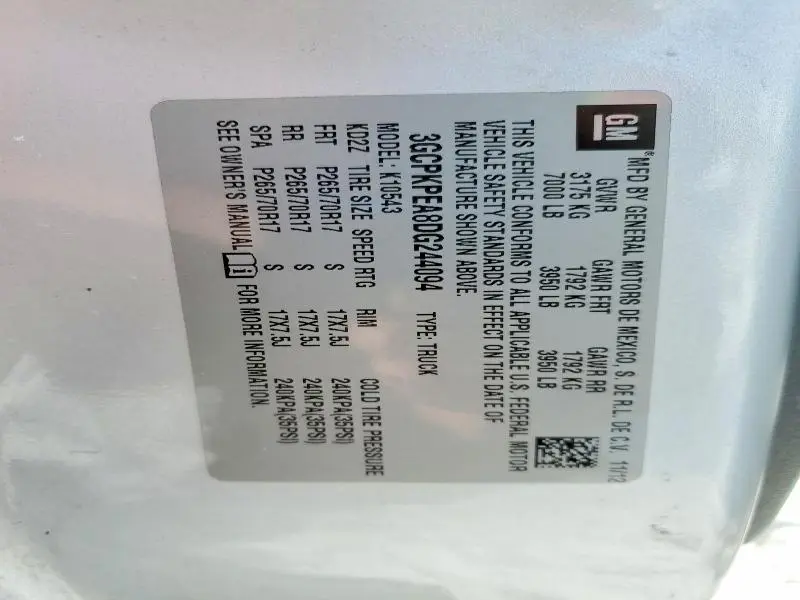 GM
MFD BY GENERAL MOTORS DE MEXICO, S. DE R.L. DE C.V. 11/12
GVWR GAWR FRT GAWR RR
3175 KG 1792 KG 1792 KG
7000 LB 3950 LB 3950 LB
THIS VEHICLE CONFORMS TO ALL APPLICABLE U.S. FEDERAL MOTOR
VEHICLE SAFETY STANDARDS IN EFFECT ON THE DATE OF
MANUFACTURE SHOWN ABOVE.
3GCPKPEA8DG244094 TYPE: TRUCK
MODEL: K10543
KD2Z TIRE SIZE SPEED RTG RIM COLD TIRE PRESSURE
FRT P265/70R17 S 17X7.5J 240KPA(35PSI)
RR P265/70R17 S 17X7.5J 240KPA(35PSI)
SPA P265/70R17 S 17X7.5J 240KPA(35PSI)
SEE OWNER'S MANUAL i FOR MORE INFORMATION.